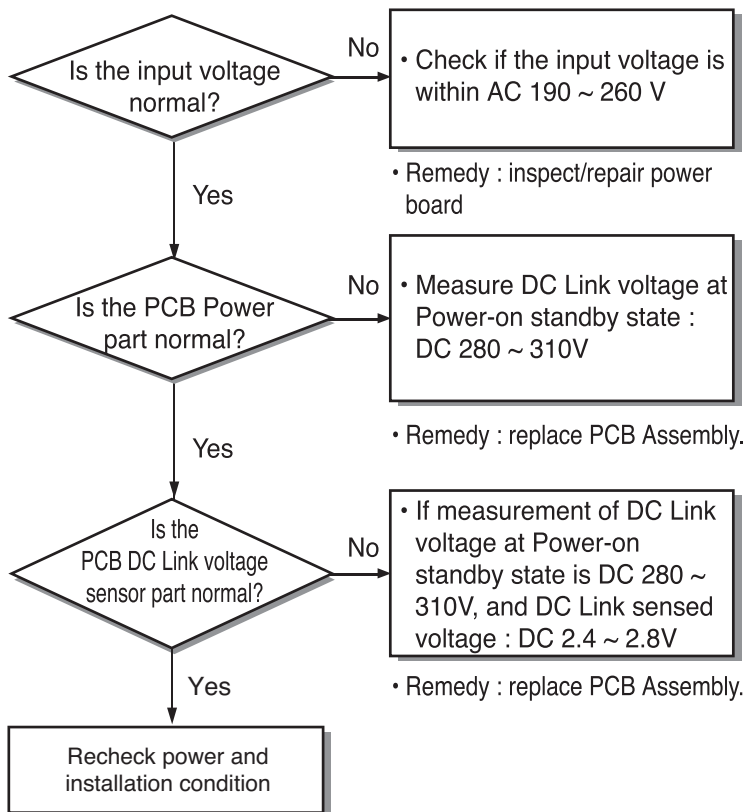 Is the input voltage
normal?
No
• Check if the input voltage is
within AC 190 ~ 260 V
• Remedy : inspect/repair power
board
Yes
Is the PCB Power
part normal?
No
• Measure DC Link voltage at
Power-on standby state :
DC 280 ~ 310V
• Remedy : replace PCB Assembly.
Yes
Is the
PCB DC Link voltage
sensor part normal?
No
• If measurement of DC Link
voltage at Power-on
standby state is DC 280 ~
310V, and DC Link sensed
voltage : DC 2.4 ~ 2.8V
• Remedy : replace PCB Assembly.
Yes
Recheck power and
installation condition